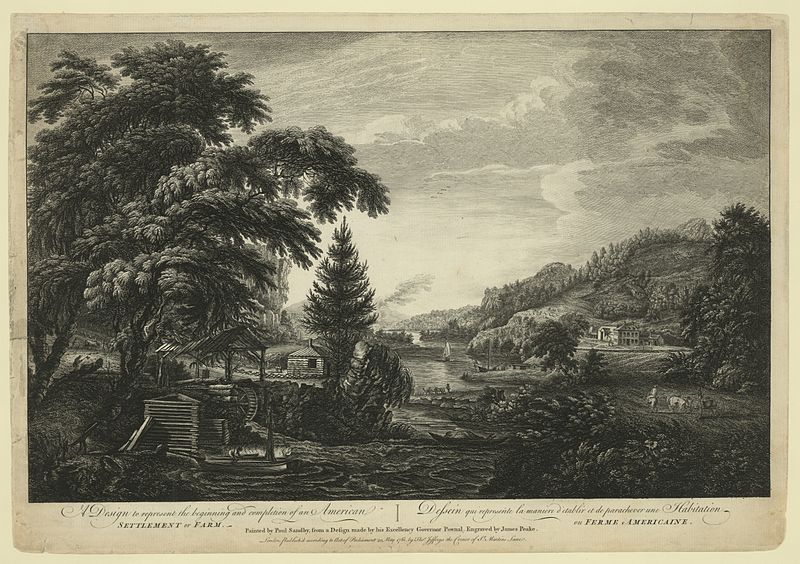 A Design to represent the beginning and completion of an American
SETTLEMENT or FARM.
Painted by Paul Sandby, from a Design made by his Excellency Governor Pownal, Engraved by James Peake.
London, Publish'd according to Act of Parliament May 1761, by Thos. Jefferys the Corner of St. Martins Lane.
Dessein qui represente la maniere d'etablir et de parachever une Habitation
ou FERME AMERICAINE.